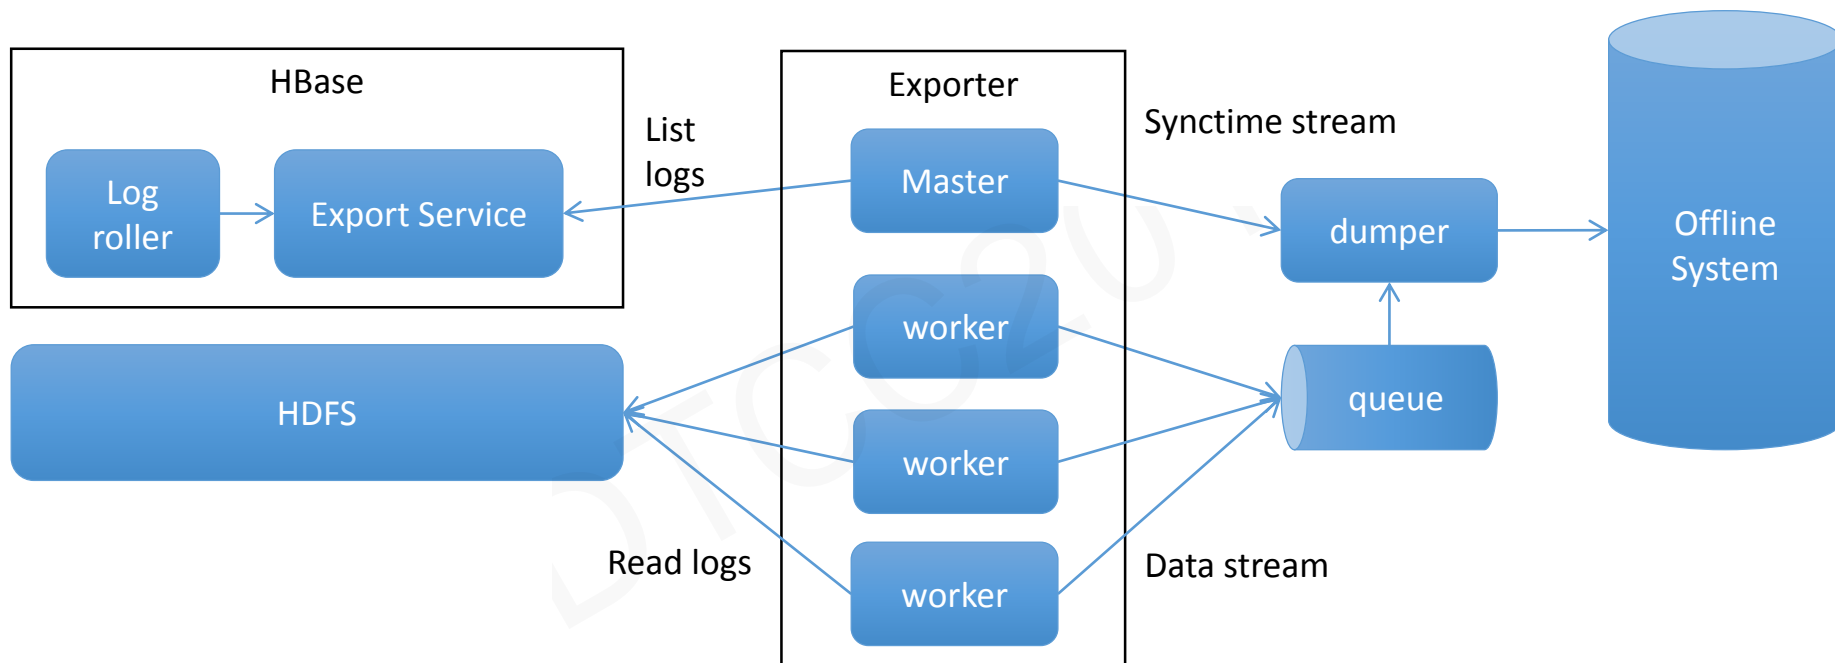 HBase
Log
roller
Export Service
HDFS
List
logs
Read logs
Exporter
Master
worker
worker
worker
Synctime stream
Data stream
dumper
queue
Offline
System